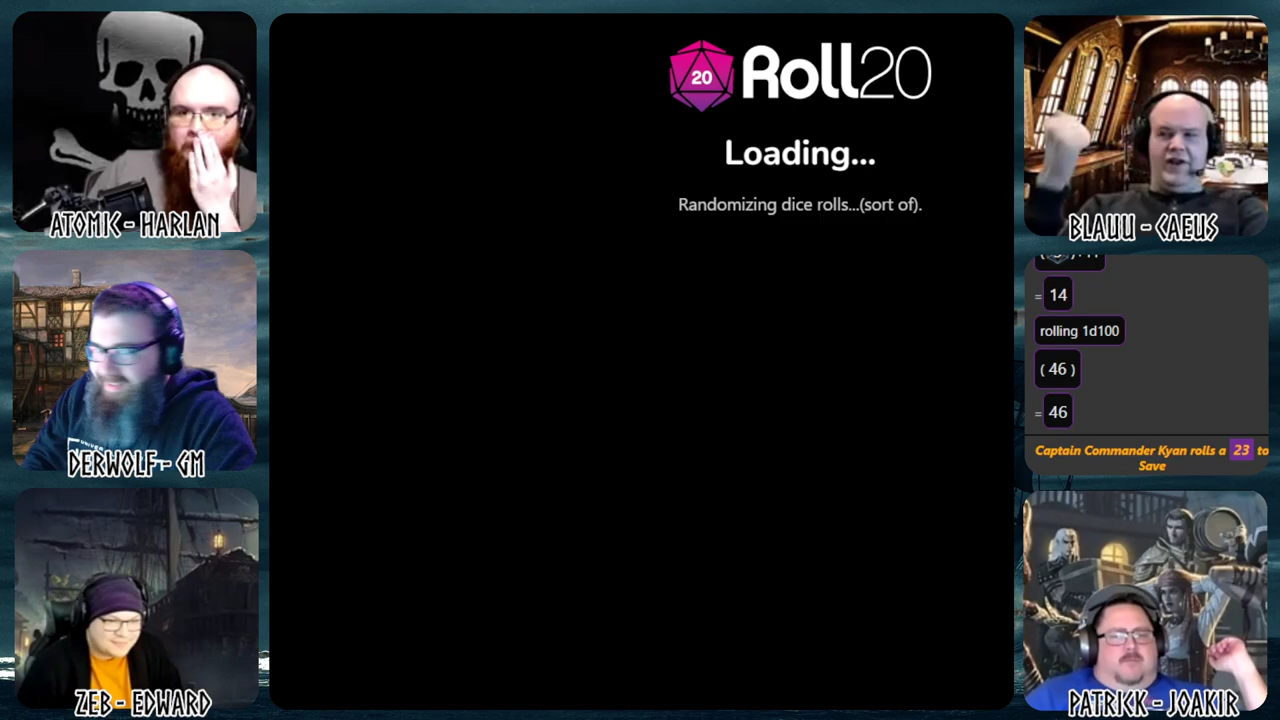 ATOMIC - HARLAN
DERWOLF - GM
ZEB - EDWARD
20
Roll20
Loading...
Randomizing dice rolls...(sort of).
BLAUU - CAEUS
= 14
rolling 1d100
( 46 )
= 46
Captain Commander Kyan rolls a 23 to
Save
PATRICK - JOAKIR